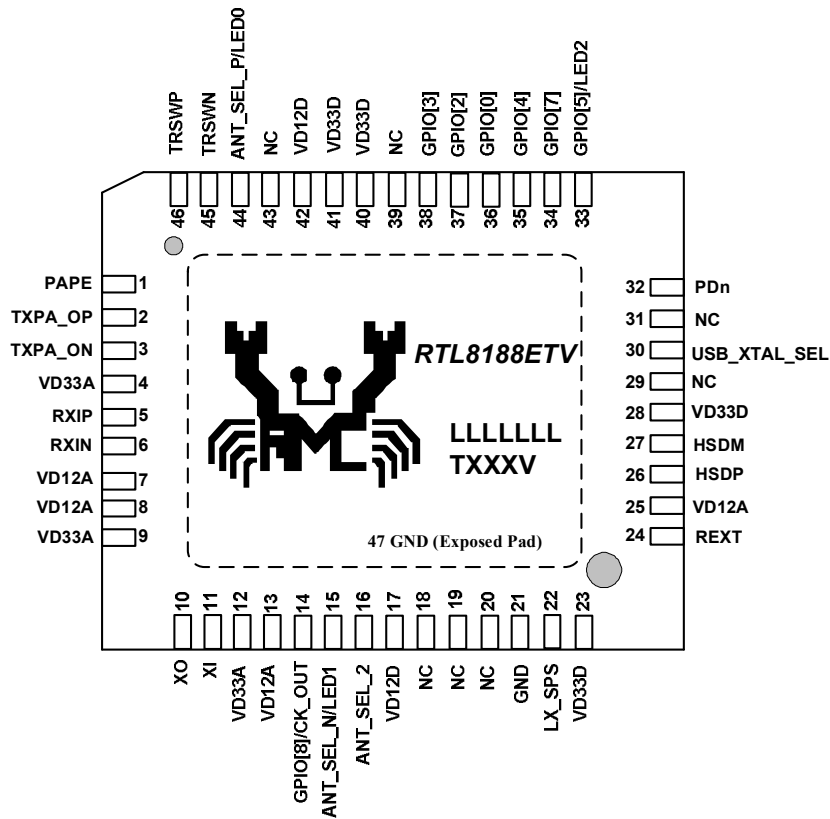 TRSWP
TRSWN
ANT_SEL_P/LED0
NC
VD12D
VD33D
VD33D
NC
GPIO[3]
GPIO[2]
GPIO[0]
GPIO[4]
GPIO[7]
GPIO[5]/LED2
46
45
44
43
42
41
40
39
38
37
36
35
34
33
PAPE 1
TXPA_OP 2
TXPA_ON 3
VD33A 4
RXIP 5
RXIN 6
VD12A 7
VD12A 8
VD33A 9
32 PDn
31 NC
30 USB_XTAL_SEL
29 NC
28 VD33D
27 HSDM
26 HSDP
25 VD12A
24 REXT
RTL8188ETV
LLLLLLL
TXXXV
47 GND (Exposed Pad)
10
11
12
13
14
15
16
17
18
19
20
21
22
23
XO
XI
VD33A
VD12A
GPIO[8]/CK_OUT
ANT_SEL_N/LED1
ANT_SEL_2
VD12D
NC
NC
NC
GND
LX_SPS
VD33D